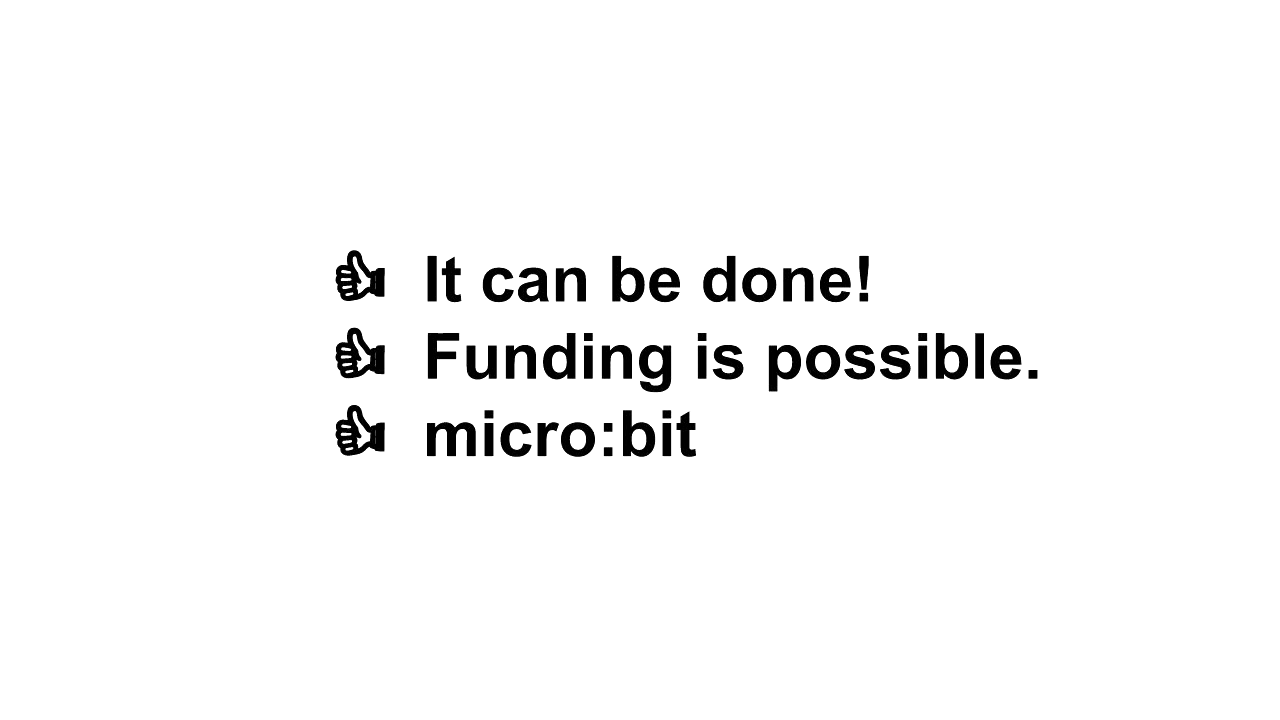 👍 It can be done!
👍 Funding is possible.
👍 micro:bit